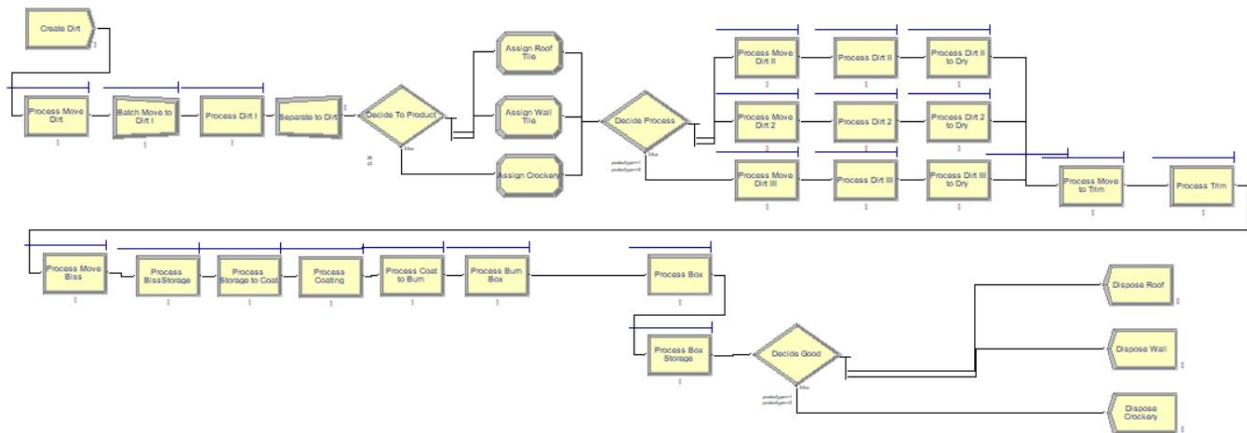 Create Dirt
Process Move
Dirt
Batch Move to
Dirt I
Process Dirt I
Separate to Dirt
Decide To Product
Else
Assign Roof
Tile
Assign Wall
Tile
Assign Crockery
Decide Process
Else
Process Move
Dirt II
Process Dirt II
Process Dirt II
to Dry
Process Move
Dirt 2
Process Dirt 2
Process Dirt 2
to Dry
Process Move
Dirt III
Process Dirt III
Process Dirt III
to Dry
Process Move
to Trim
Process Trim
Process Move
Biss
Process
BissStorage
Process
Storage to Coat
Process
Coating
Process Coat
to Burn
Process Burn
Box
Process Box
Process Box
Storage
Decide Good
Else
Dispose Roof
Dispose Wall
Dispose
Crockery